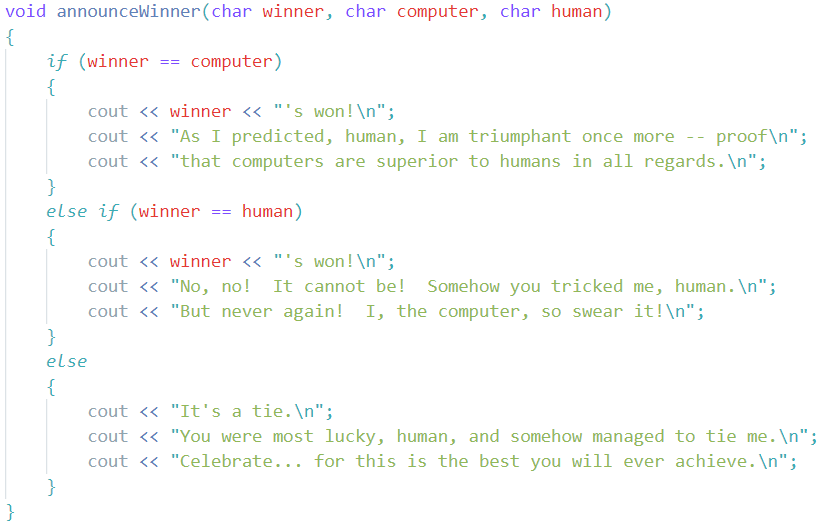 void announceWinner(char winner, char computer, char human)
{
    if (winner == computer)
    {
        cout << winner << "'s won!\n";
        cout << "As I predicted, human, I am triumphant once more -- proof\n";
        cout << "that computers are superior to humans in all regards.\n";
    }
    else if (winner == human)
    {
        cout << winner << "'s won!\n";
        cout << "No, no!  It cannot be!  Somehow you tricked me, human.\n";
        cout << "But never again!  I, the computer, so swear it!\n";
    }
    else
    {
        cout << "It's a tie.\n";
        cout << "You were most lucky, human, and somehow managed to tie me.\n";
        cout << "Celebrate... for this is the best you will ever achieve.\n";
    }
}